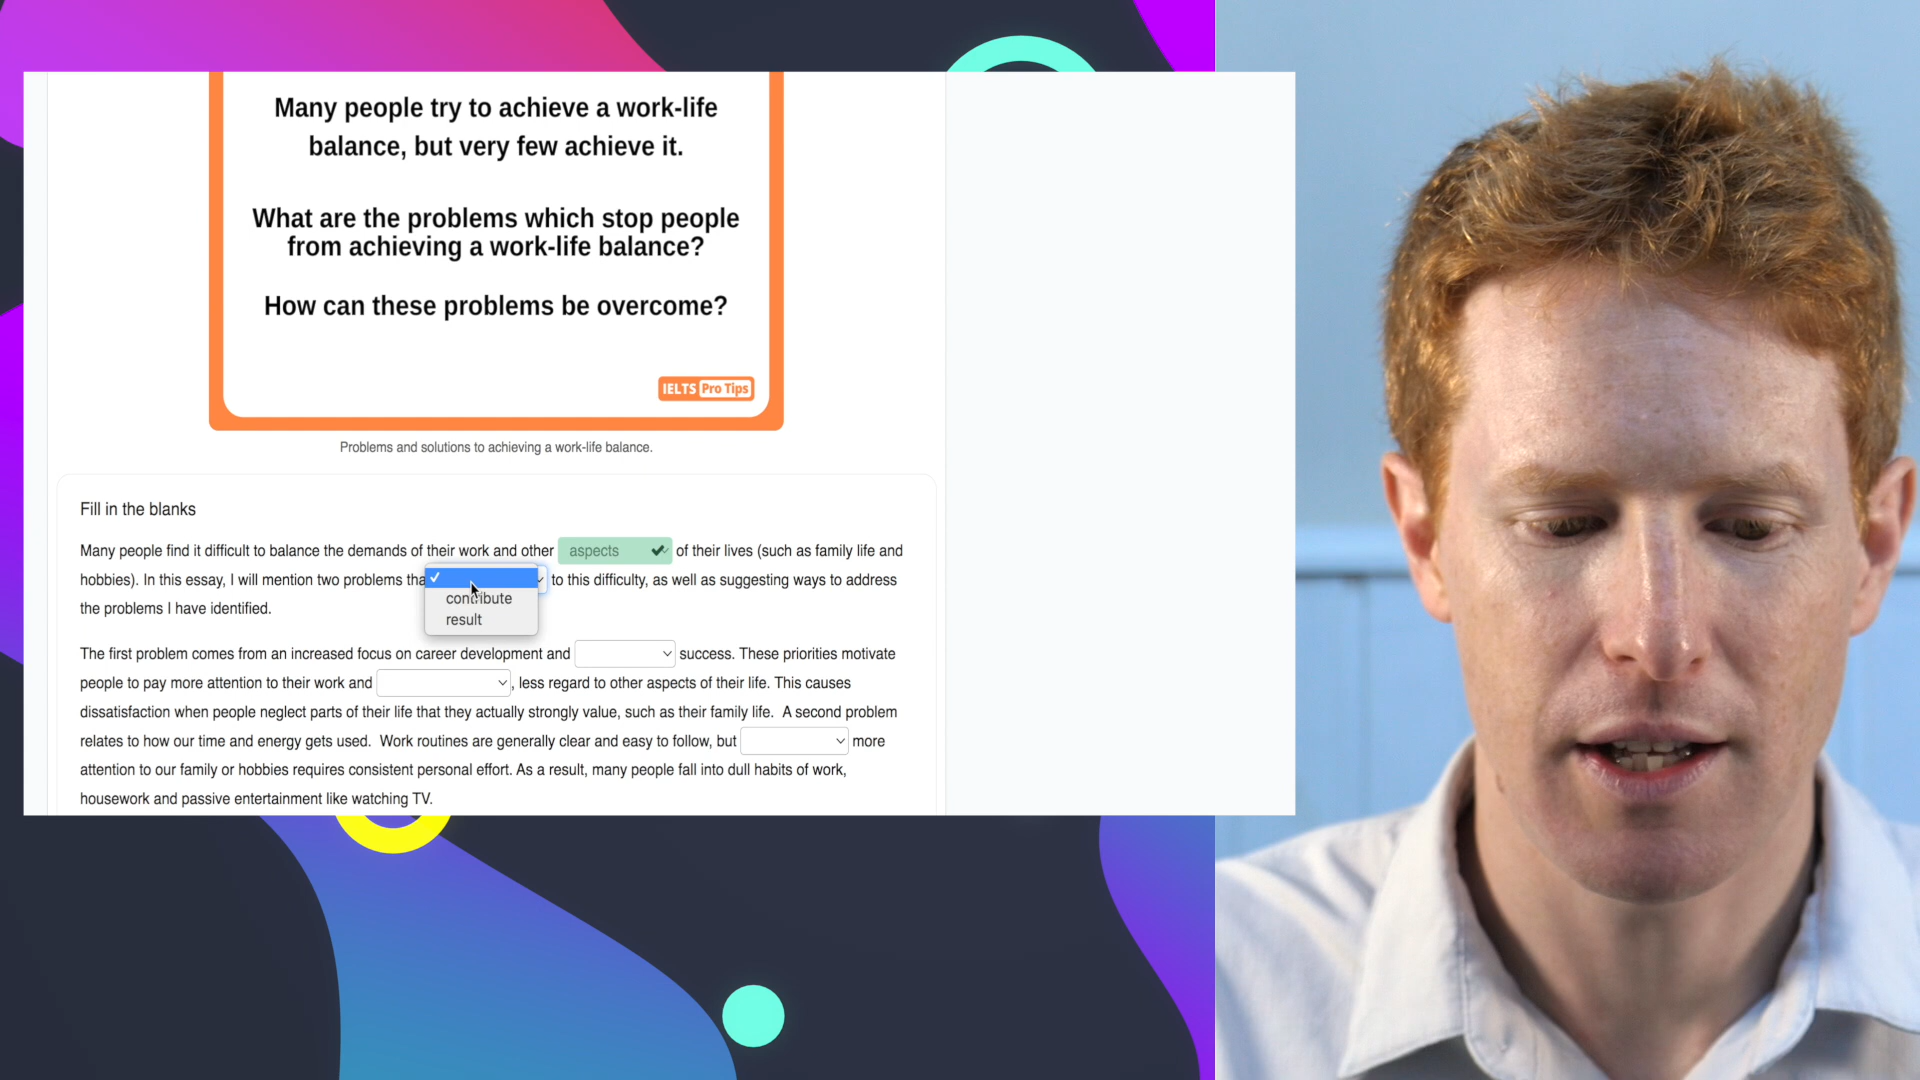 Many people try to achieve a work-life
balance, but very few achieve it.
What are the problems which stop people
from achieving a work-life balance?
How can these problems be overcome?
IELTS Pro Tips
Problems and solutions to achieving a work-life balance.
Fill in the blanks
Many people find it difficult to balance the demands of their work and other aspects of their lives (such as family life and
hobbies). In this essay, I will mention two problems tha to this difficulty, as well as suggesting ways to address
contribute
the problems I have identified.
result
The first problem comes from an increased focus on career development and success. These priorities motivate
people to pay more attention to their work and , less regard to other aspects of their life. This causes
dissatisfaction when people neglect parts of their life that they actually strongly value, such as their family life. A second problem
relates to how our time and energy gets used. Work routines are generally clear and easy to follow, but more
attention to our family or hobbies requires consistent personal effort. As a result, many people fall into dull habits of work,
housework and passive entertainment like watching TV.